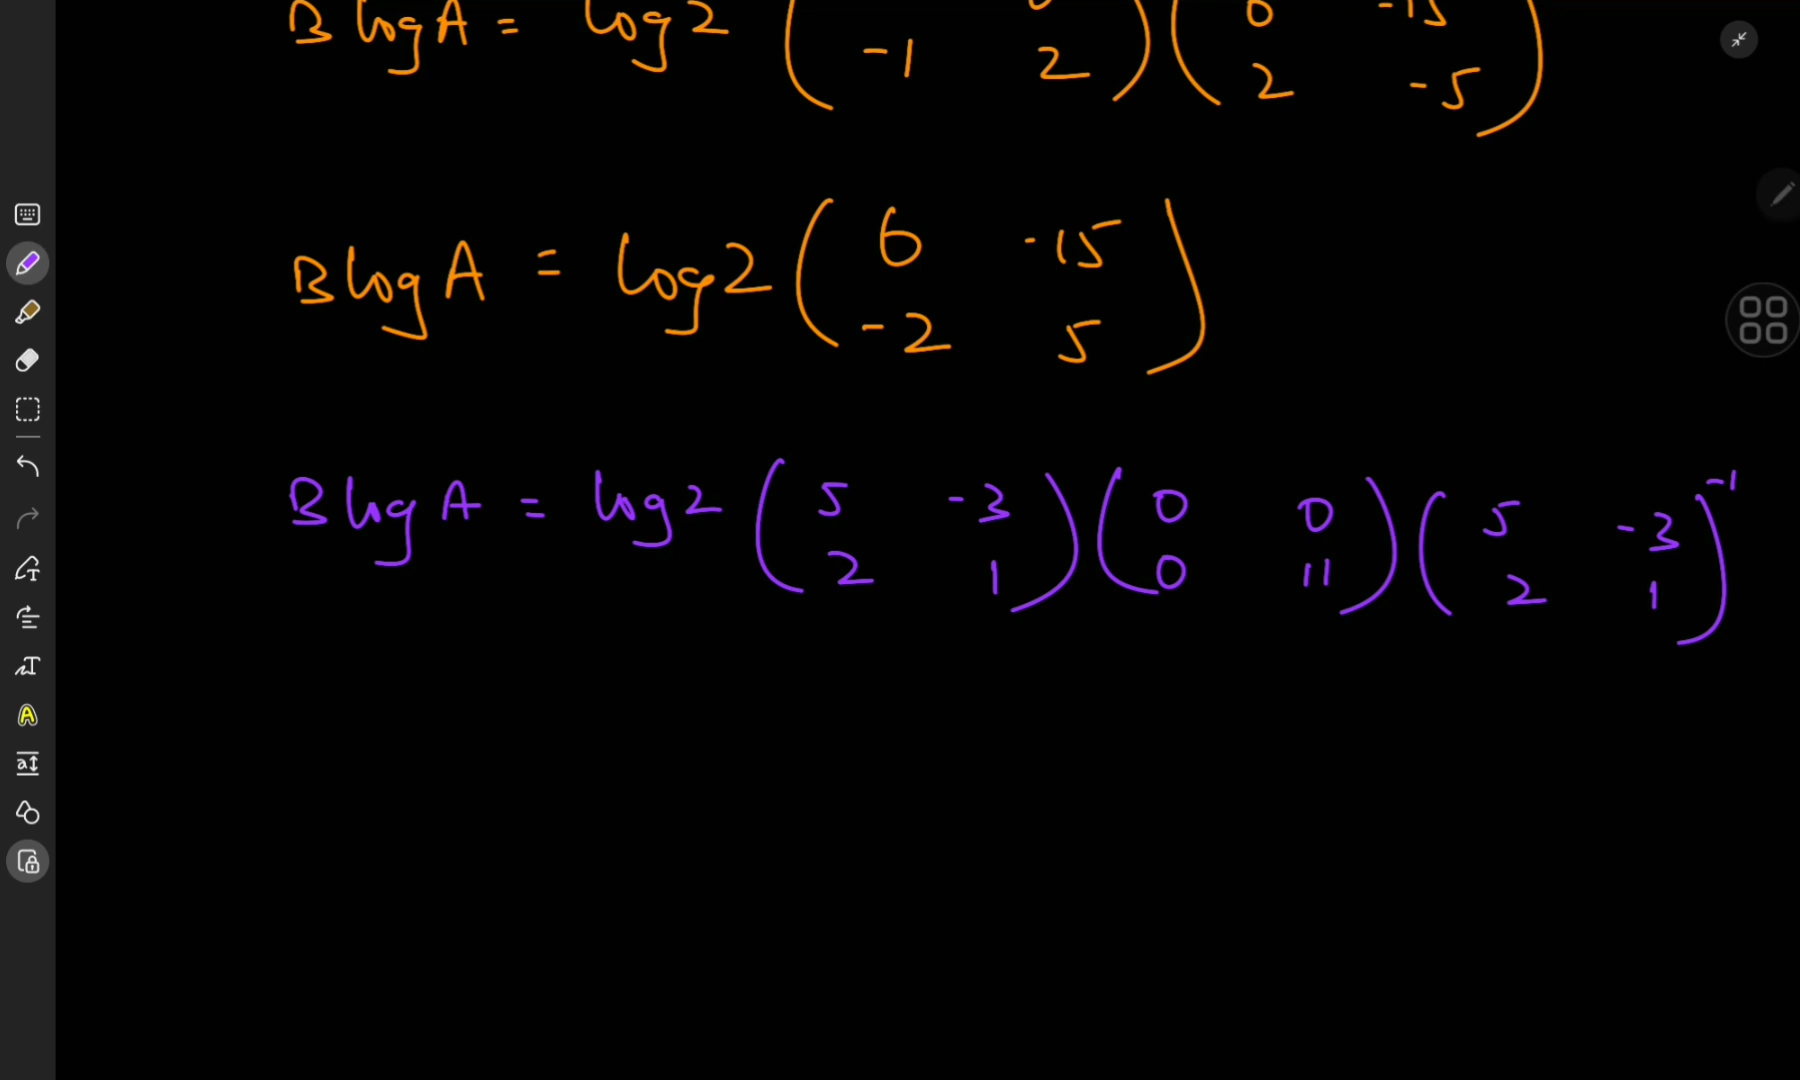 B log A = log 2 ( 0 -15
-1 2 ) ( 2 -5 )
B log A = log 2 ( 6 -15
-2 5 )
B log A = log 2 ( 5 -3 ) ( 0 0 ) ( 5 -3 )^-1
2 1 0 11 2 1